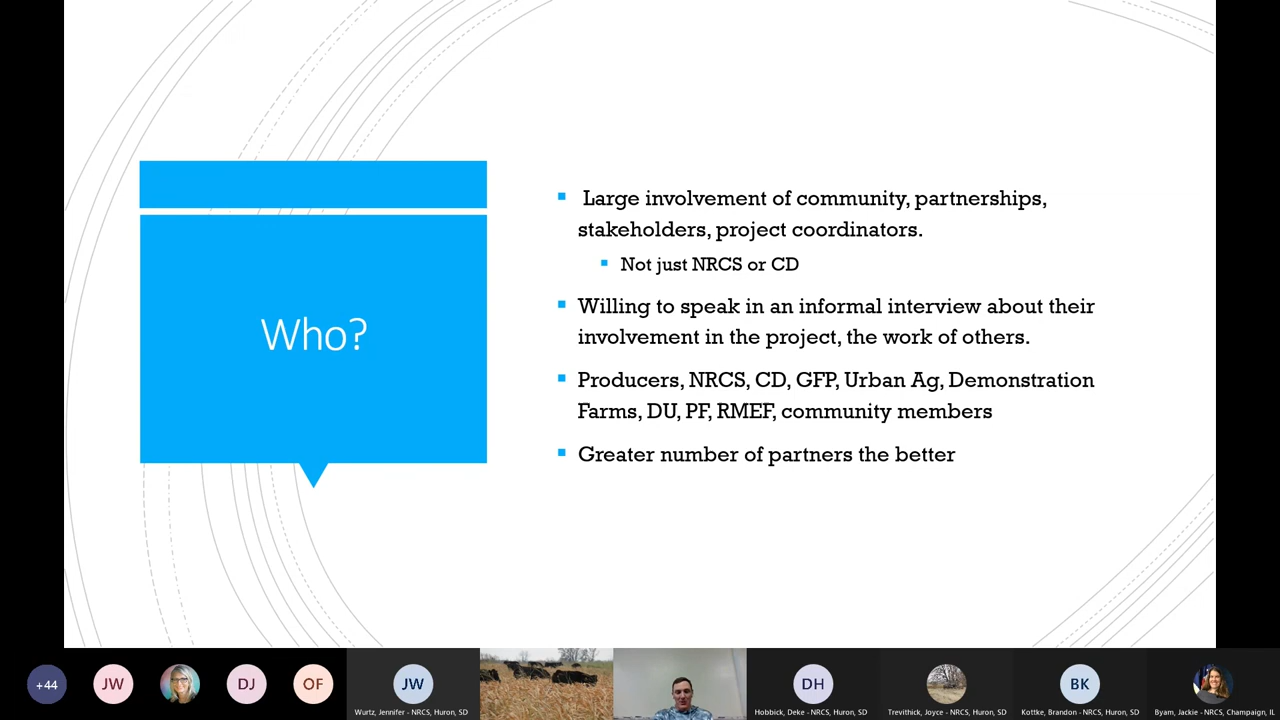 Who?
Large involvement of community, partnerships,
stakeholders, project coordinators.
Not just NRCS or CD
Willing to speak in an informal interview about their
involvement in the project, the work of others.
Producers, NRCS, CD, GFP, Urban Ag, Demonstration
Farms, DU, PF, RMEF, community members
Greater number of partners the better
+44
JW
DJ
OF
JW
Wurtz, Jennifer - NRCS, Huron, SD
DH
Hobbick, Deke - NRCS, Huron, SD
Trevithick, Joyce - NRCS, Huron, SD
BK
Kottke, Brandon - NRCS, Huron, SD
Byam, Jackie - NRCS, Champaign, IL